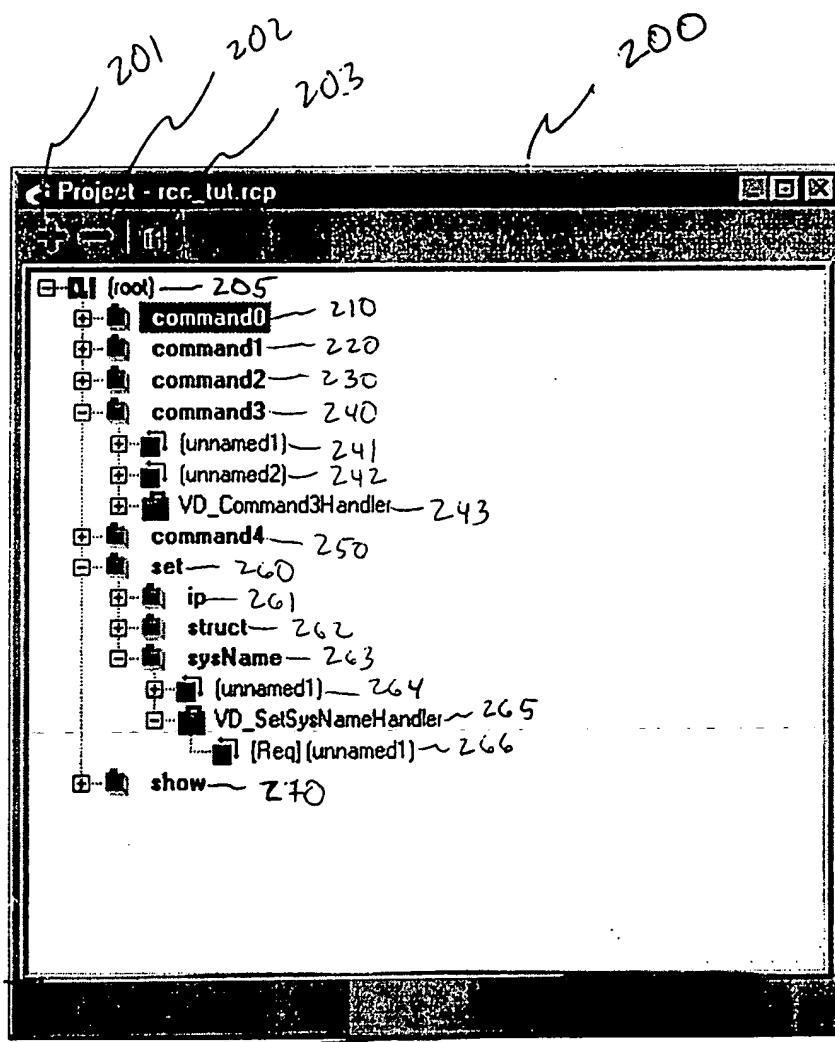 201
202
203
200
Project - rcc_tut.rcp
(root) 205
command0 210
command1 220
command2 230
command3 240
(unnamed1) 241
(unnamed2) 242
VD_Command3Handler 243
command4 250
set 260
ip 261
struct 262
sysName 263
(unnamed1) 264
VD_SetSysNameHandler 265
[Req] (unnamed1) 266
show 270